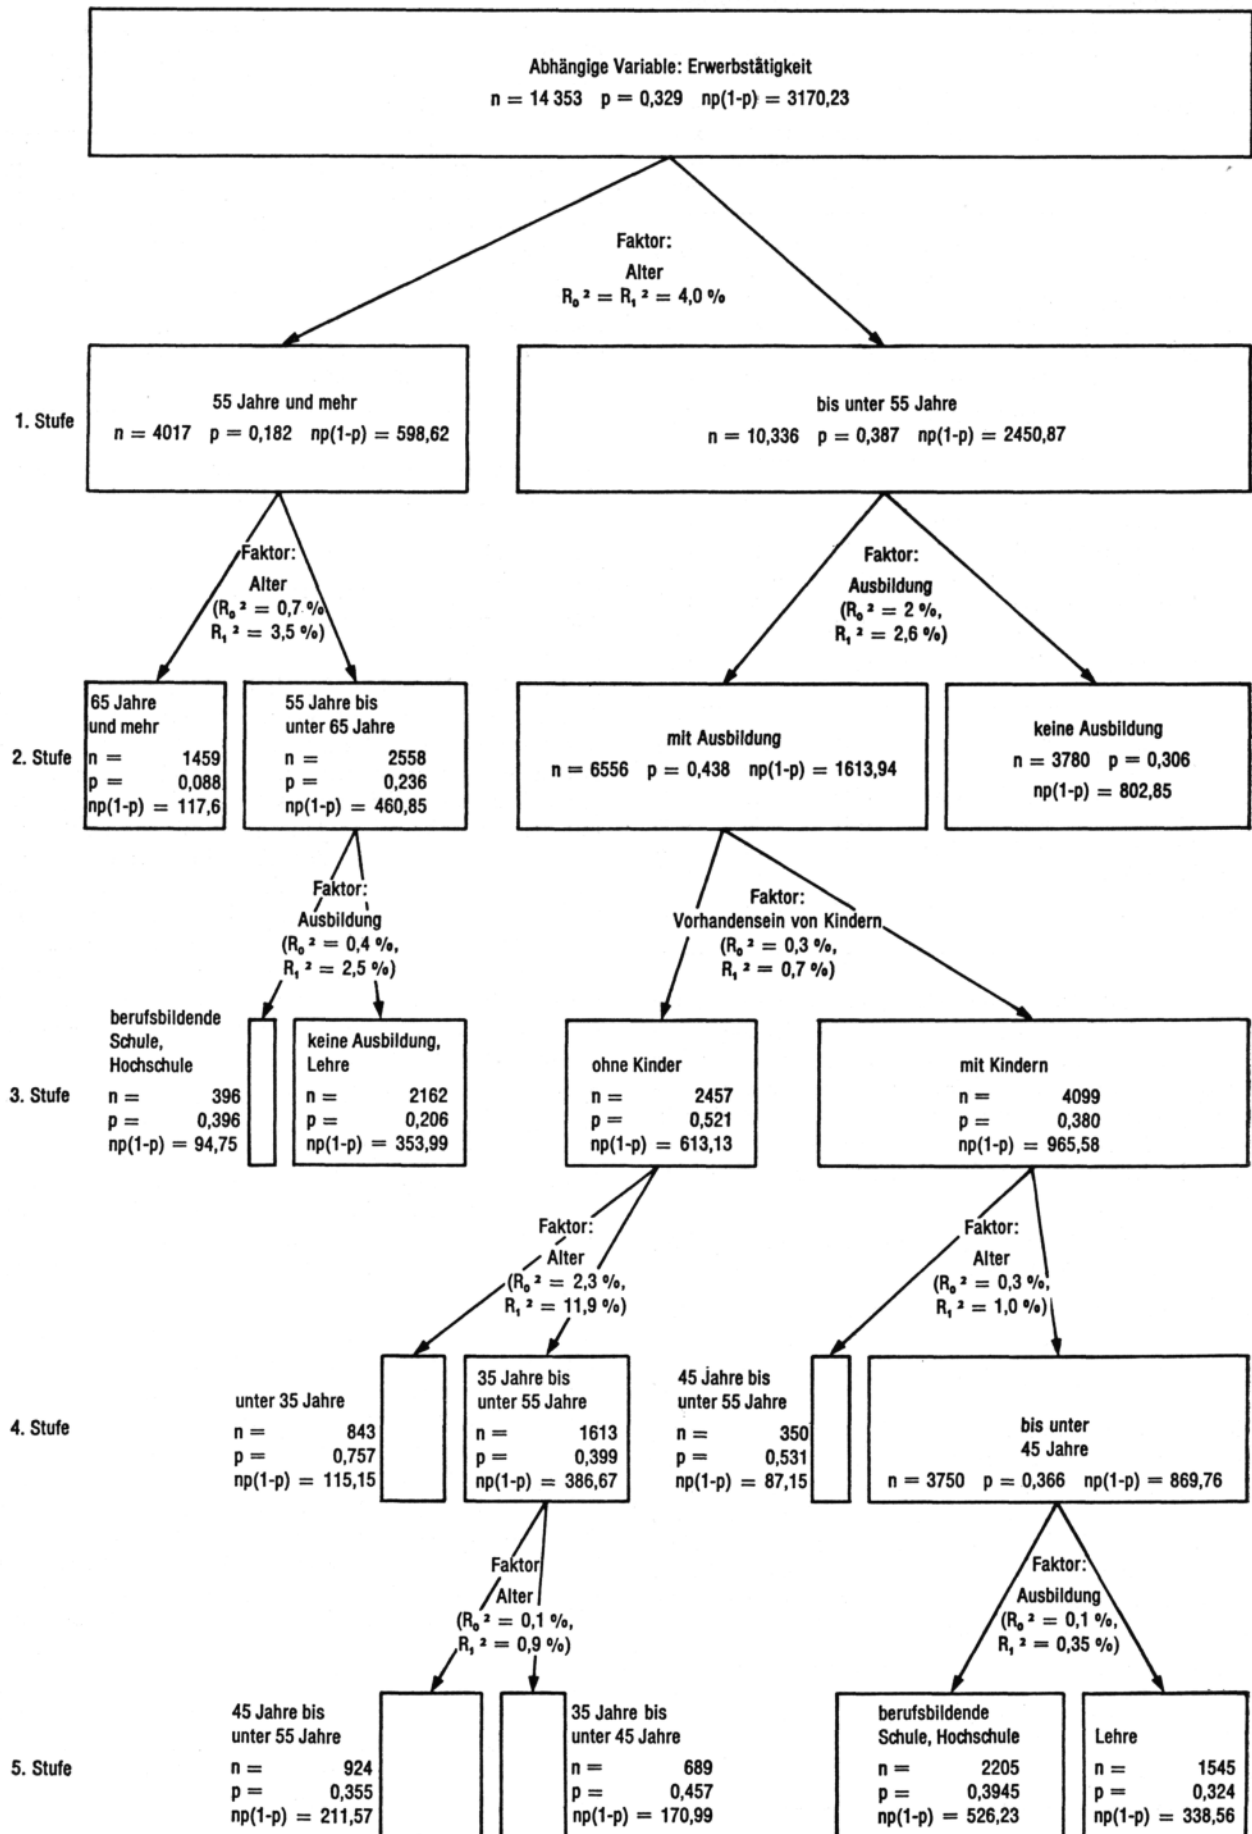 Abhängige Variable: Erwerbstätigkeit
n = 14 353 p = 0,329 np(1-p) = 3170,23
Faktor:
Alter
R₀² = R₁² = 4,0 %
1. Stufe
55 Jahre und mehr
n = 4017 p = 0,182 np(1-p) = 598,62
bis unter 55 Jahre
n = 10,336 p = 0,387 np(1-p) = 2450,87
Faktor:
Alter
(R₀² = 0,7 %
R₁² = 3,5 %)
Faktor:
Ausbildung
(R₀² = 2 %,
R₁² = 2,6 %)
2. Stufe
65 Jahre
und mehr
n = 1459
p = 0,088
np(1-p) = 117,6
55 Jahre bis
unter 65 Jahre
n = 2558
p = 0,236
np(1-p) = 460,85
mit Ausbildung
n = 6556 p = 0,438 np(1-p) = 1613,94
keine Ausbildung
n = 3780 p = 0,306
np(1-p) = 802,85
Faktor:
Ausbildung
(R₀² = 0,4 %,
R₁² = 2,5 %)
Faktor:
Vorhandensein von Kindern
(R₀² = 0,3 %,
R₁² = 0,7 %)
3. Stufe
berufsbildende
Schule,
Hochschule
n = 396
p = 0,396
np(1-p) = 94,75
keine Ausbildung,
Lehre
n = 2162
p = 0,206
np(1-p) = 353,99
ohne Kinder
n = 2457
p = 0,521
np(1-p) = 613,13
mit Kindern
n = 4099
p = 0,380
np(1-p) = 965,58
Faktor:
Alter
(R₀² = 2,3 %,
R₁² = 11,9 %)
Faktor:
Alter
(R₀² = 0,3 %,
R₁² = 1,0 %)
4. Stufe
unter 35 Jahre
n = 843
p = 0,757
np(1-p) = 115,15
35 Jahre bis
unter 55 Jahre
n = 1613
p = 0,399
np(1-p) = 386,67
45 Jahre bis
unter 55 Jahre
n = 350
p = 0,531
np(1-p) = 87,15
bis unter
45 Jahre
n = 3750 p = 0,366 np(1-p) = 869,76
Faktor
Alter
(R₀² = 0,1 %,
R₁² = 0,9 %)
Faktor:
Ausbildung
(R₀² = 0,1 %,
R₁² = 0,35 %)
5. Stufe
45 Jahre bis
unter 55 Jahre
n = 924
p = 0,355
np(1-p) = 211,57
35 Jahre bis
unter 45 Jahre
n = 689
p = 0,457
np(1-p) = 170,99
berufsbildende
Schule, Hochschule
n = 2205
p = 0,3945
np(1-p) = 526,23
Lehre
n = 1545
p = 0,324
np(1-p) = 338,56